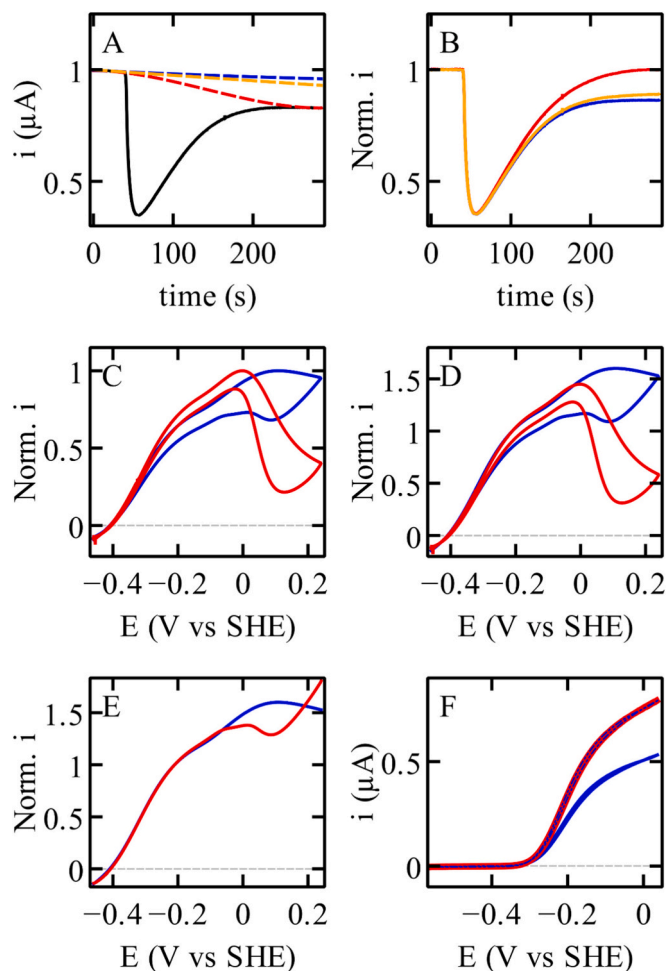 A
B
1
0.5
i (μA)
0
100
200
time (s)
1
0.5
Norm. i
0
100
200
time (s)
C
D
1
0.5
0
Norm. i
−0.4
−0.2
0
0.2
E (V vs SHE)
1.5
1
0.5
0
Norm. i
−0.4
−0.2
0
0.2
E (V vs SHE)
E
F
1.5
1
0.5
0
Norm. i
−0.4
−0.2
0
0.2
E (V vs SHE)
0.5
0
i (μA)
−0.4
−0.2
0
E (V vs SHE)